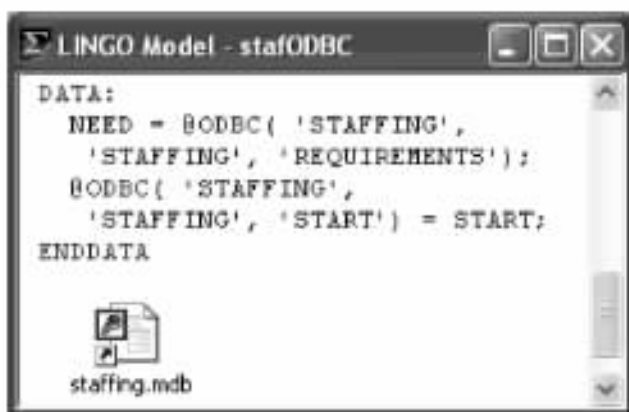 LINGO Model - stafODBC
DATA:
NEED = @ODBC( 'STAFFING',
'STAFFING', 'REQUIREMENTS');
@ODBC( 'STAFFING',
'STAFFING', 'START') = START;
ENDDATA
staffing.mdb